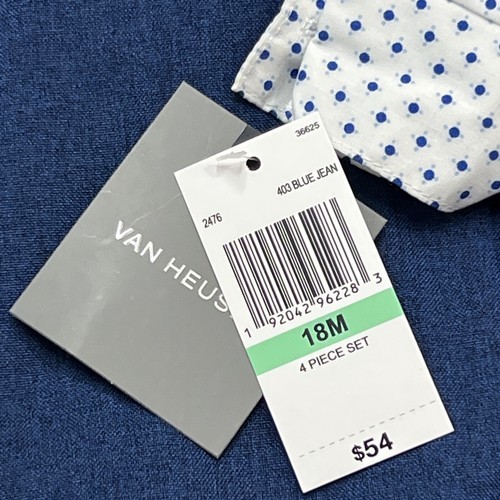 VAN HEUS
36625
403 BLUE JEAN
2476
1 92042 96228 3
18M
4 PIECE SET
$54